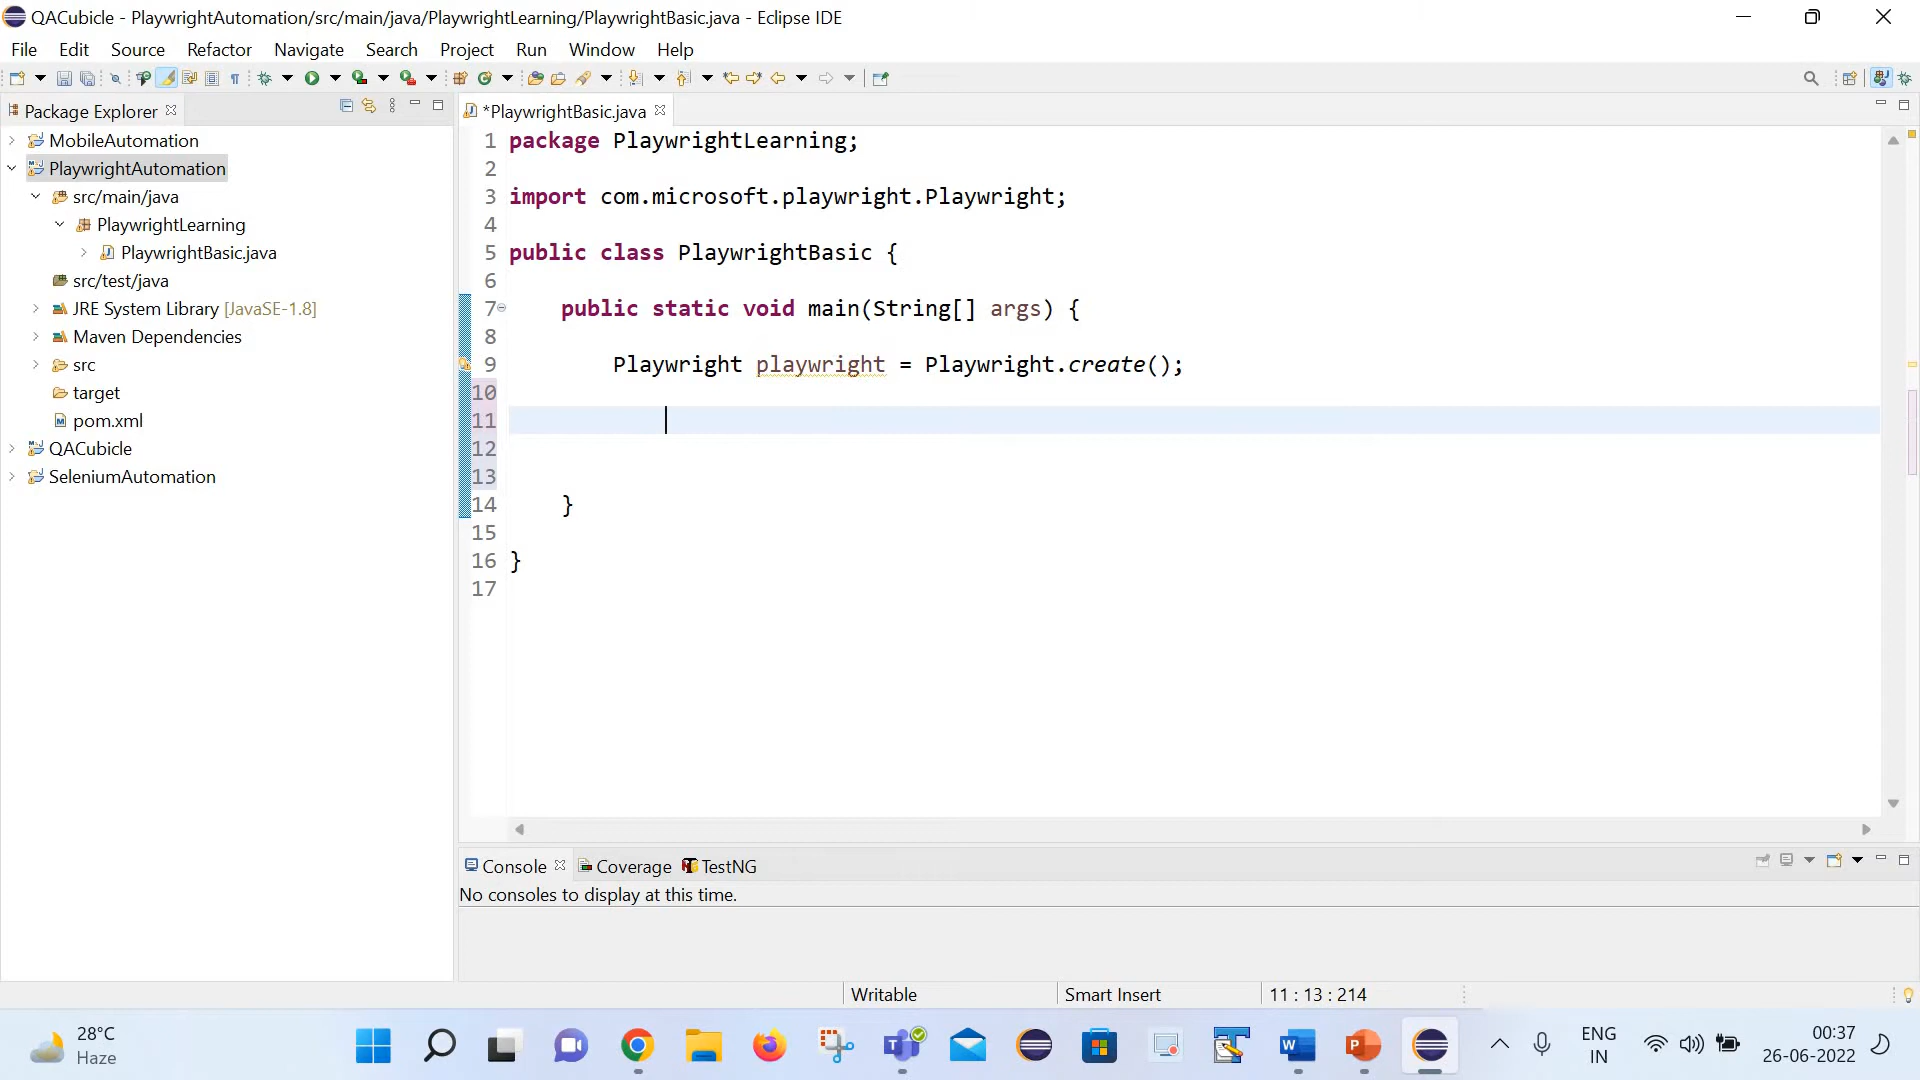 QACubicle - PlaywrightAutomation/src/main/java/PlaywrightLearning/PlaywrightBasic.java - Eclipse IDE
File Edit Source Refactor Navigate Search Project Run Window Help
Package Explorer
MobileAutomation
PlaywrightAutomation
src/main/java
PlaywrightLearning
PlaywrightBasic.java
src/test/java
JRE System Library [JavaSE-1.8]
Maven Dependencies
src
target
pom.xml
QACubicle
SeleniumAutomation
*PlaywrightBasic.java
1 package PlaywrightLearning;
2
3 import com.microsoft.playwright.Playwright;
4
5 public class PlaywrightBasic {
6
7 public static void main(String[] args) {
8
9 Playwright playwright = Playwright.create();
10
11
12
13
14 }
15
16 }
17
Console Coverage TestNG
No consoles to display at this time.
Writable Smart Insert 11 : 13 : 214
28°C
Haze
ENG
IN
00:37
26-06-2022